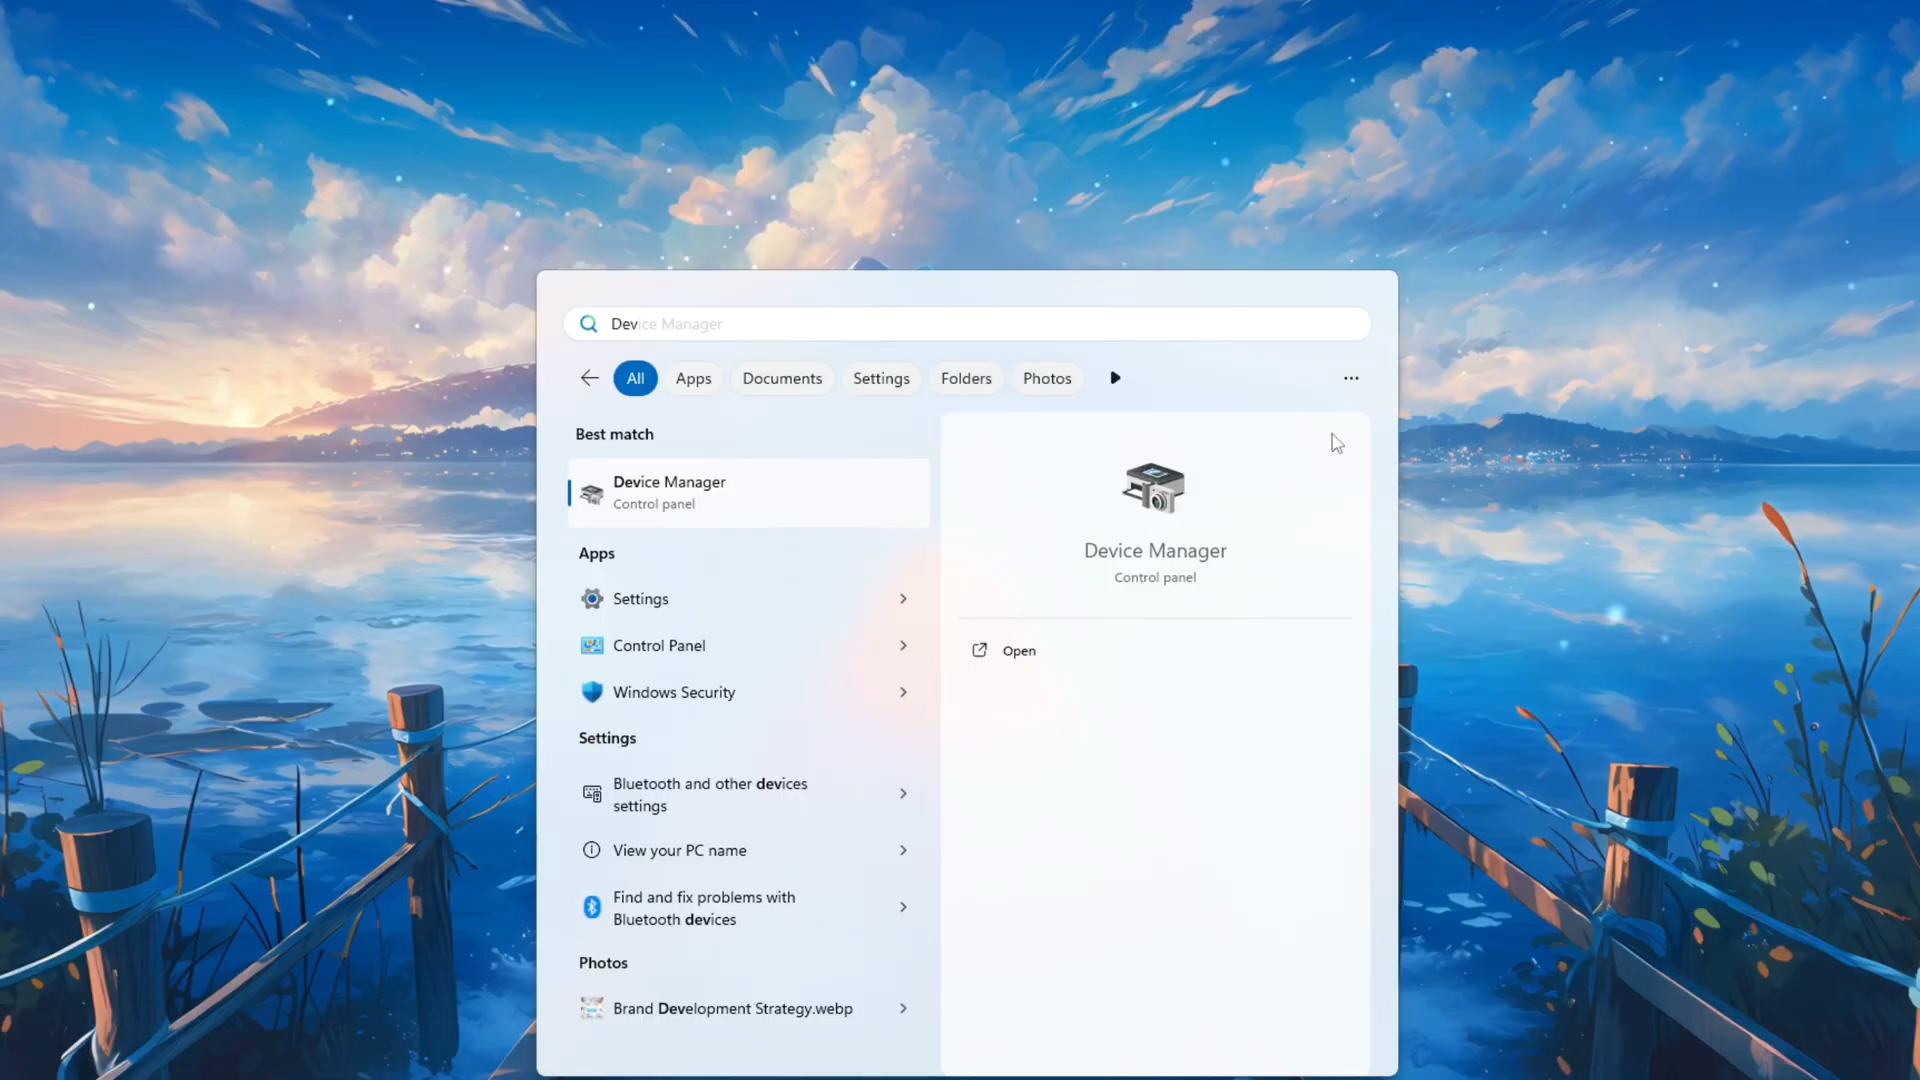 Device Manager
All
Apps
Documents
Settings
Folders
Photos
Best match
Device Manager
Control panel
Apps
Settings
Control Panel
Windows Security
Settings
Bluetooth and other devices
settings
View your PC name
Find and fix problems with
Bluetooth devices
Photos
Brand Development Strategy.webp
Device Manager
Control panel
Open